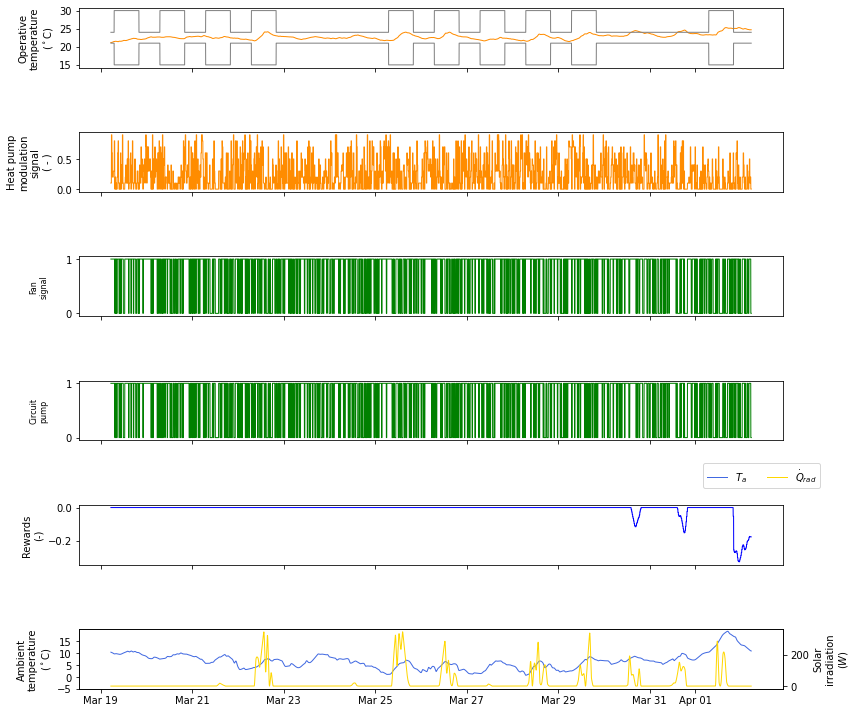 Operative
temperature
(°C)
30
25
20
15
Heat pump
modulation
signal
( - )
0.5
0.0
Fan
signal
1
0
Circuit
pump
1
0
T_a
Q̇_rad
Rewards
(-)
0.0
−0.2
Ambient
temperature
(°C)
15
10
5
0
−5
200
0
Solar
irradiation
(W)
Mar 19
Mar 21
Mar 23
Mar 25
Mar 27
Mar 29
Mar 31
Apr 01